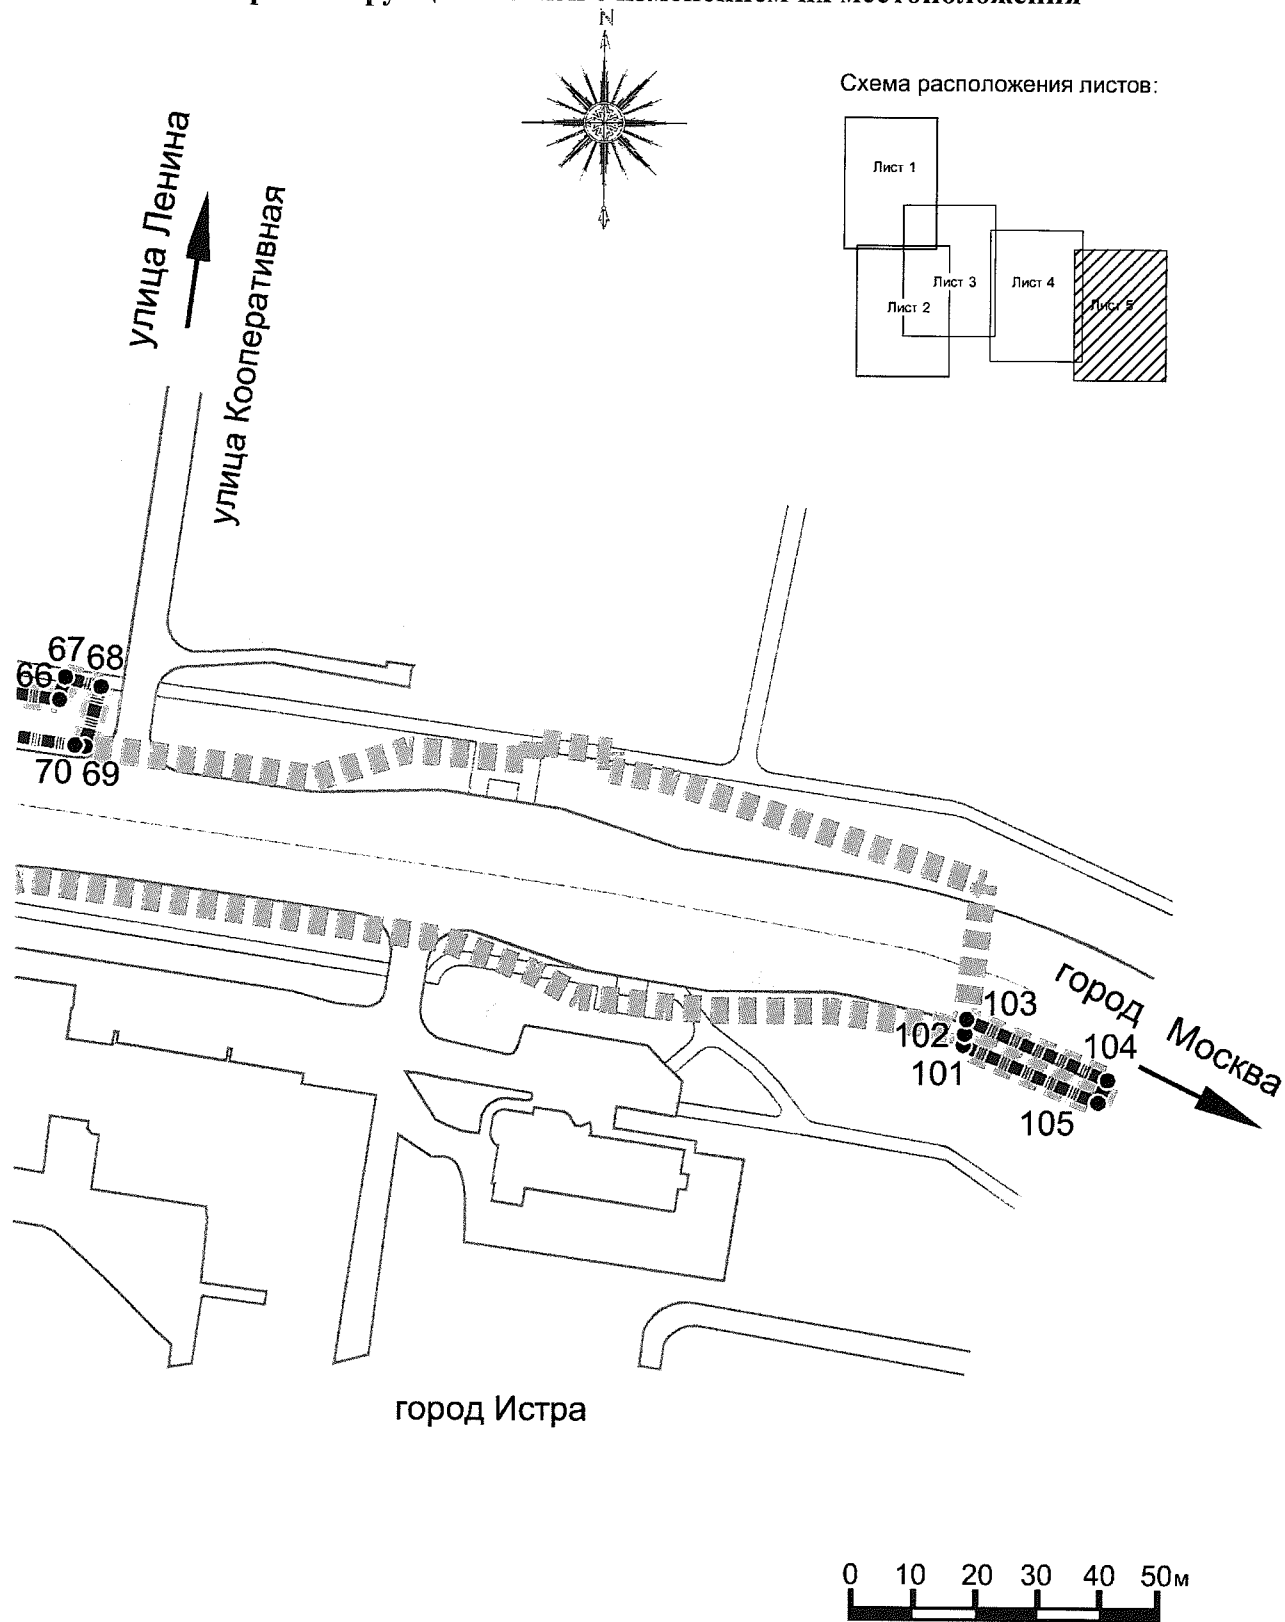 N
Схема расположения листов:
Лист 1
Лист 3
Лист 4
Лист 2
Лист 5
улица Ленина
улица Кооперативная
67
68
66
70
69
103
102
101
104
105
город Москва
город Истра
0 10 20 30 40 50м